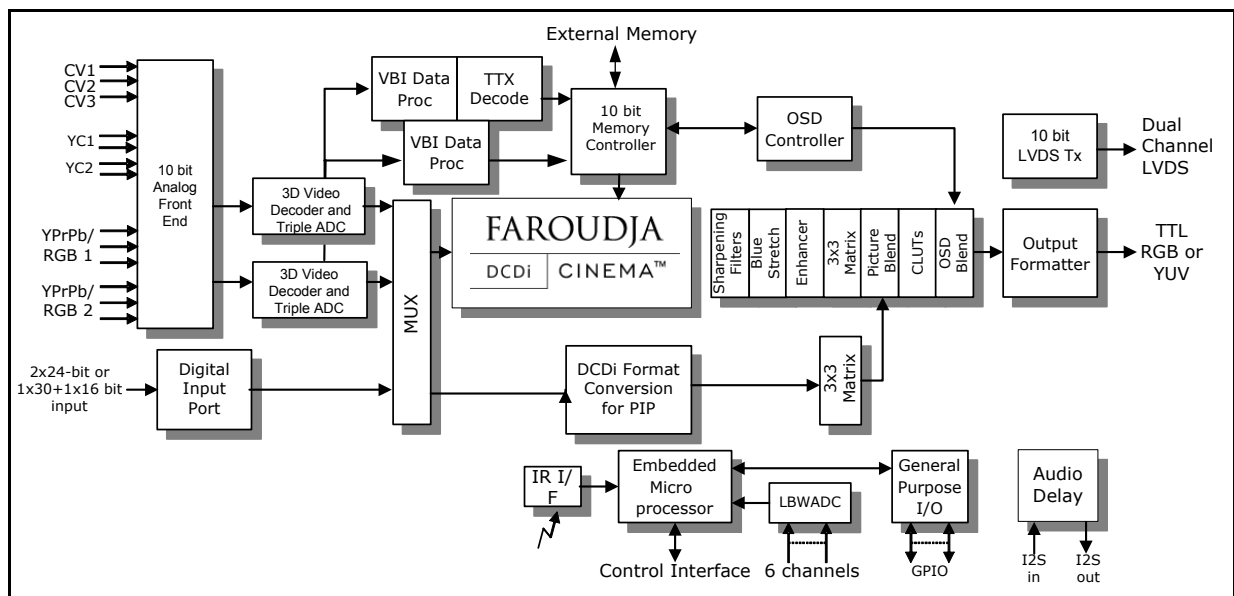 External Memory
CV1
CV2
CV3
YC1
YC2
YPrPb/
RGB 1
YPrPb/
RGB 2
10 bit
Analog
Front
End
VBI Data
Proc
TTX
Decode
VBI Data
Proc
10 bit
Memory
Controller
OSD
Controller
10 bit
LVDS Tx
Dual
Channel
LVDS
3D Video
Decoder and
Triple ADC
3D Video
Decoder and
Triple ADC
MUX
FAROUDJA
DCDi CINEMA™
Sharpening
Filters
Blue
Stretch
Enhancer
3x3
Matrix
Picture
Blend
CLUTs
OSD
Blend
Output
Formatter
TTL
RGB or
YUV
2x24-bit or
1x30+1x16 bit
input
Digital
Input
Port
DCDi Format
Conversion
for PIP
3x3
Matrix
IR I/
F
Embedded
Micro
processor
LBWADC
General
Purpose
I/O
Audio
Delay
Control Interface
6 channels
GPIO
I2S
in
I2S
out